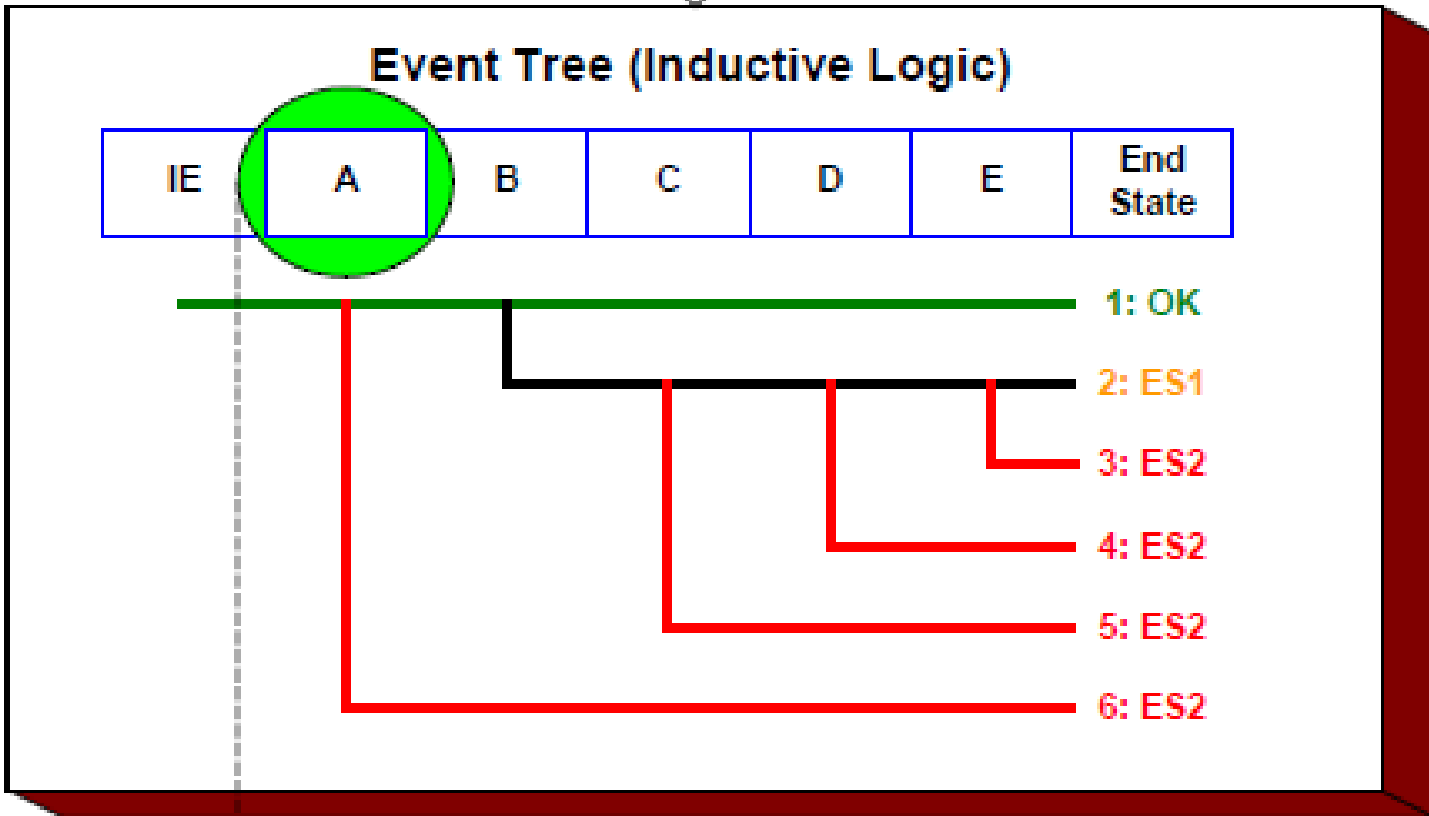 Event Tree (Inductive Logic)
IE A B C D E End State
1: OK
2: ES1
3: ES2
4: ES2
5: ES2
6: ES2